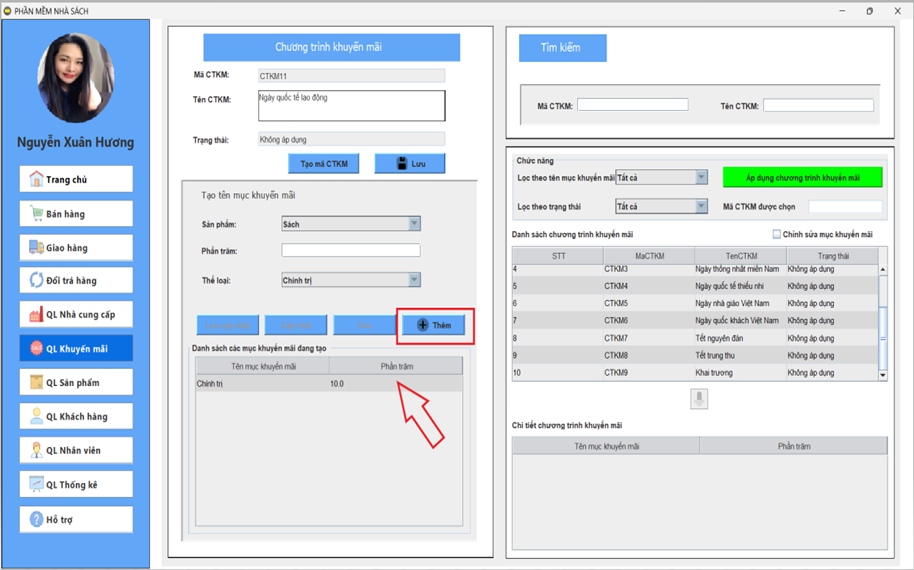 PHẦN MỀM NHÀ SÁCH
Nguyễn Xuân Hương
Trang chủ
Bán hàng
Giao hàng
Đổi trả hàng
QL Nhà cung cấp
QL Khuyến mãi
QL Sản phẩm
QL Khách hàng
QL Nhân viên
QL Thống kê
Hỗ trợ
Chương trình khuyến mãi
Mã CTKM: CTKM11
Tên CTKM: Ngày quốc tế lao động
Trạng thái: Không áp dụng
Tạo mã CTKM Lưu
Tạo tên mục khuyến mãi
Sản phẩm: Sách
Phần trăm:
Thể loại: Chính trị
Thêm
Danh sách các mục khuyến mãi đang tạo
Tên mục khuyến mãi Phần trăm
Chính trị 10.0
Tìm kiếm
Mã CTKM: Tên CTKM:
Chức năng
Lọc theo tên mục khuyến mãi Tất cả Áp dụng chương trình khuyến mãi
Lọc theo trạng thái Tất cả Mã CTKM được chọn
Danh sách chương trình khuyến mãi Chỉnh sửa mục khuyến mãi
STT MaCTKM TenCTKM Trạng thái
4 CTKM3 Ngày thống nhất miền Nam Không áp dụng
5 CTKM4 Ngày quốc tế thiếu nhi Không áp dụng
6 CTKM5 Ngày nhà giáo Việt Nam Không áp dụng
7 CTKM6 Ngày quốc khách Việt Nam Không áp dụng
8 CTKM7 Tết nguyên đán Không áp dụng
9 CTKM8 Tết trung thu Không áp dụng
10 CTKM9 Khai trương Không áp dụng
Chi tiết chương trình khuyến mãi
Tên mục khuyến mãi Phần trăm